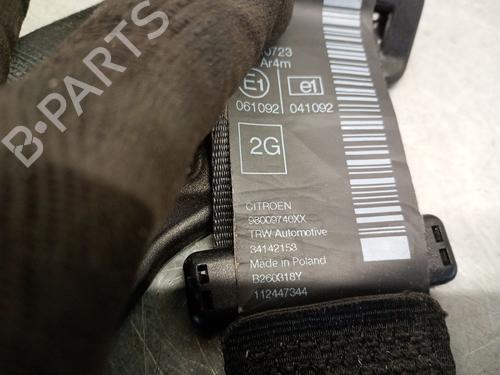 0723
Ar4m
E1
e1
061092
041092
2G
CITROEN
98009740XX
TRW Automotive
34142153
Made in Poland
B260318Y
112447344
B-PARTS